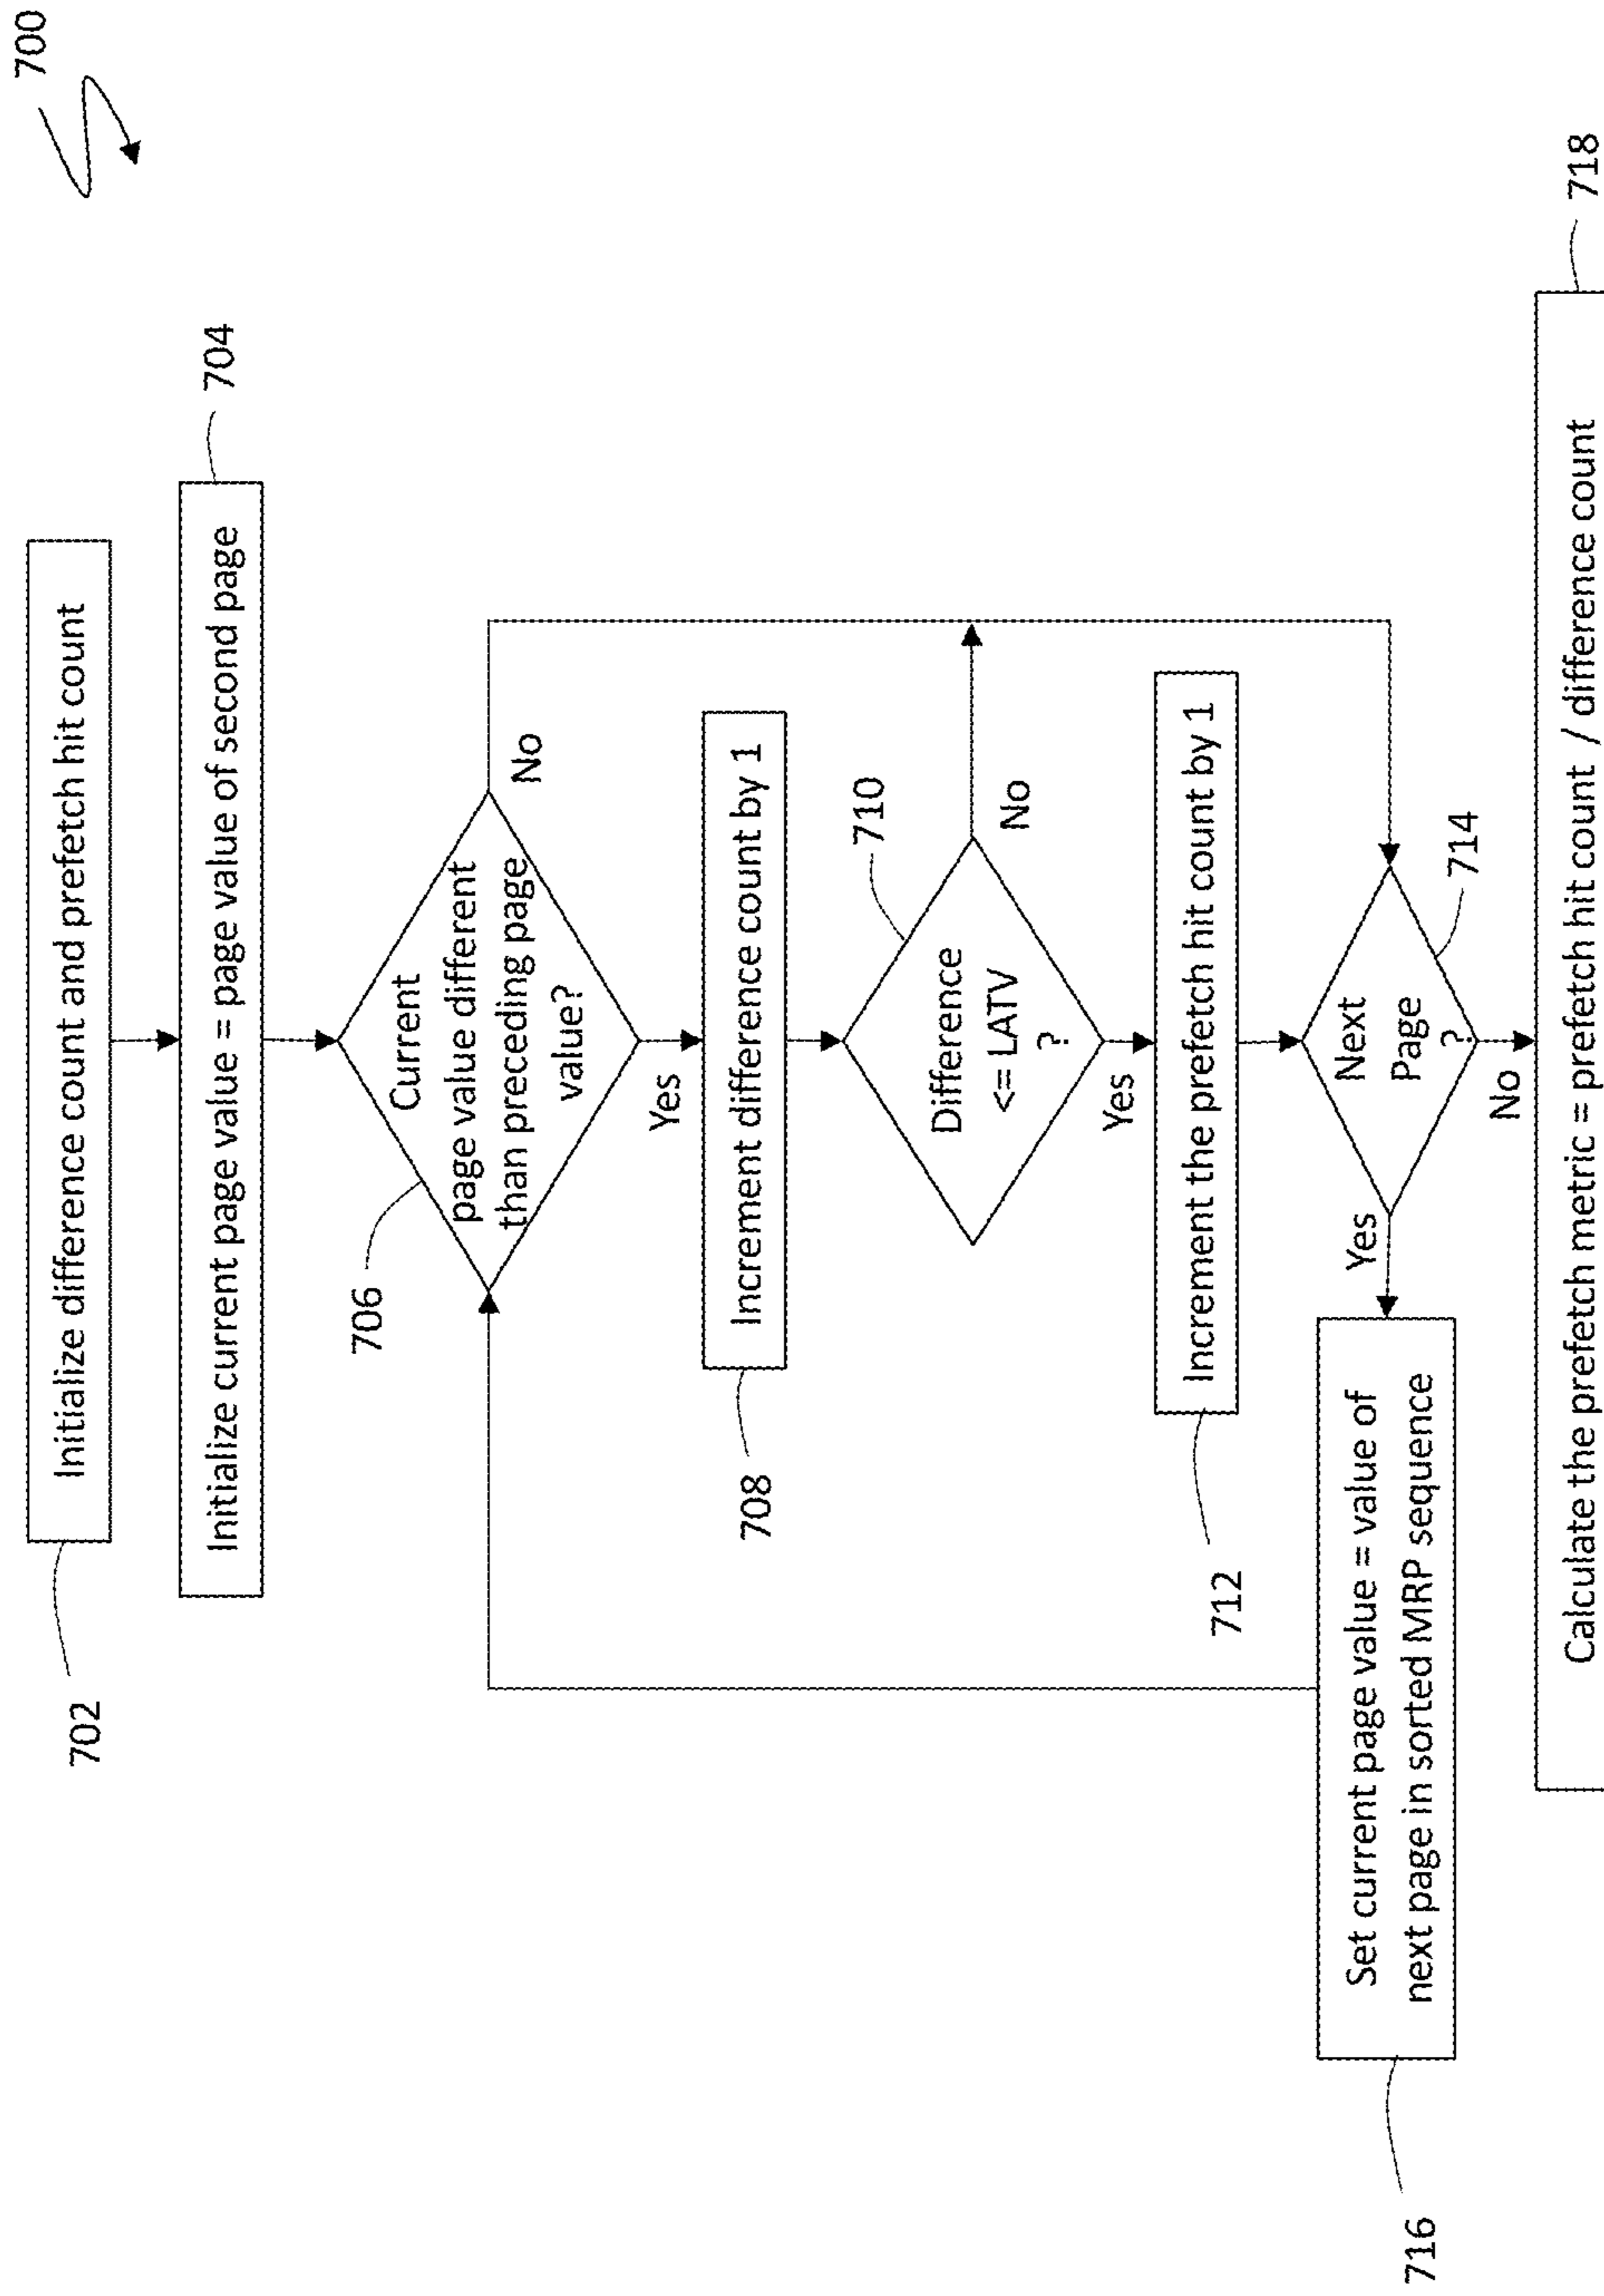 700
702
Initialize difference count and prefetch hit count
704
Initialize current page value = page value of second page
706
Current
page value different
than preceding page
value?
No
Yes
708
Increment difference count by 1
710
Difference
<= LATV
?
No
Yes
712
Increment the prefetch hit count by 1
714
Next
Page
?
Yes
No
716
Set current page value = value of
next page in sorted MRP sequence
718
Calculate the prefetch metric = prefetch hit count / difference count